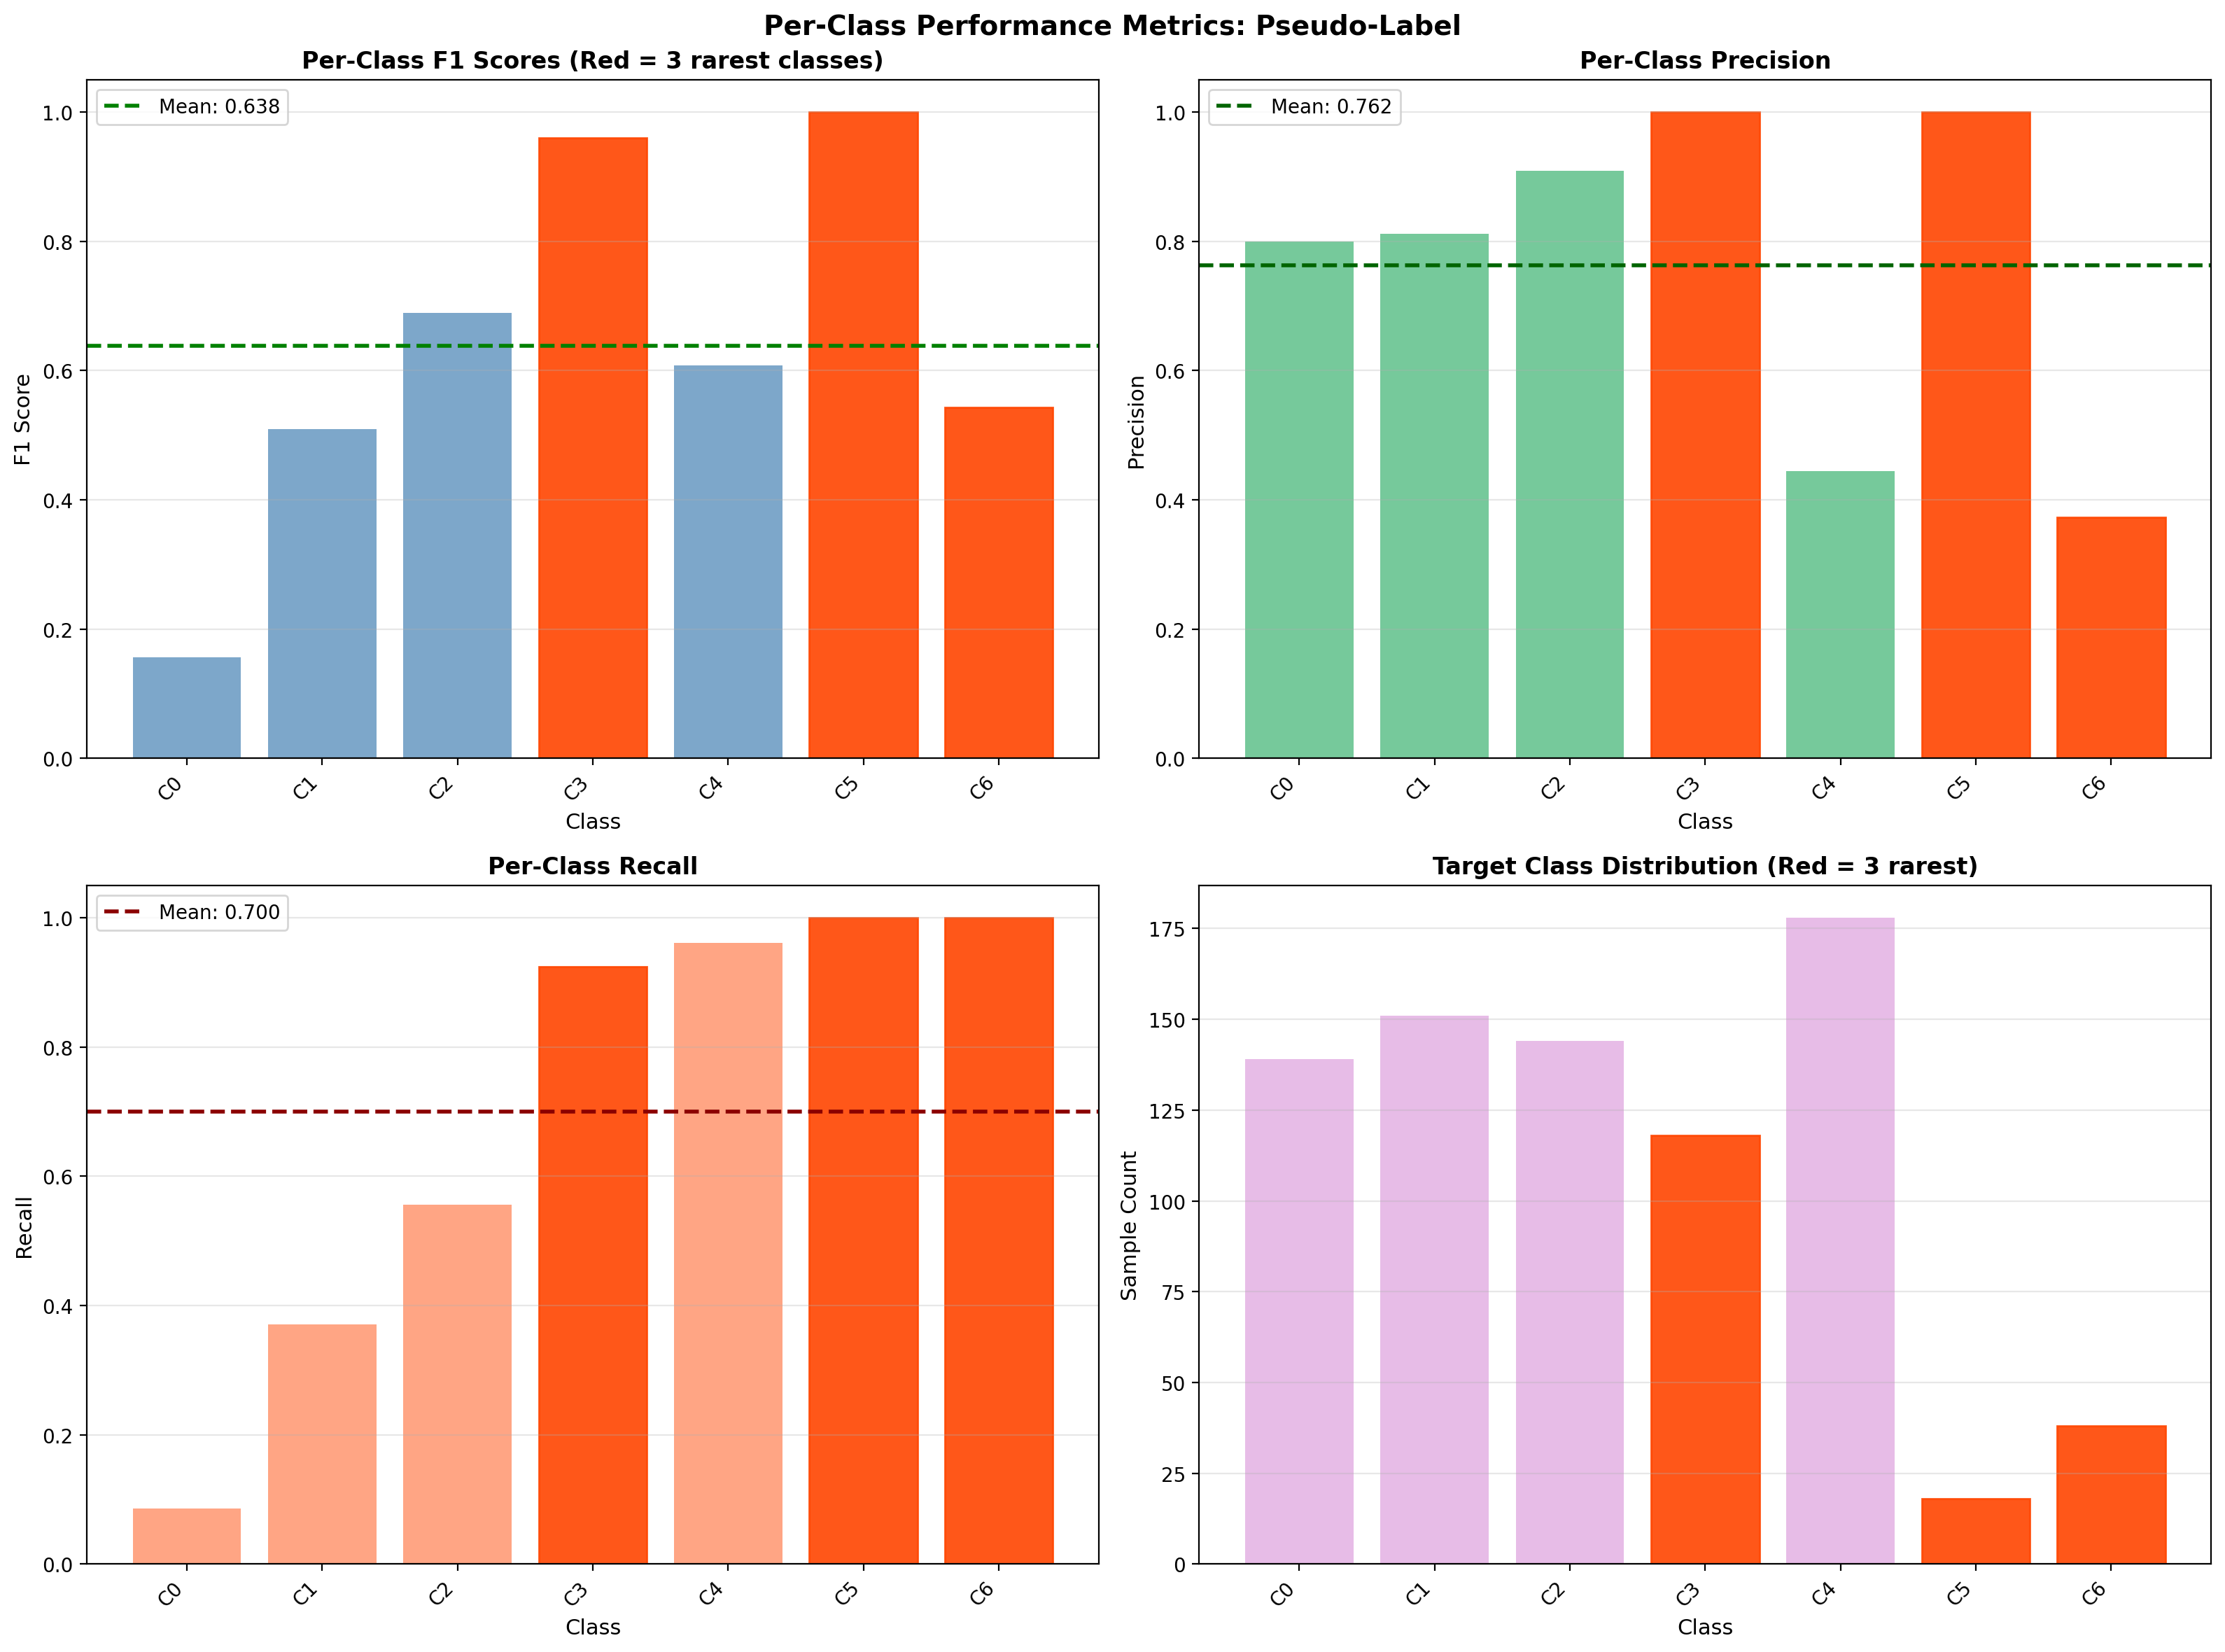 Per-Class Performance Metrics: Pseudo-Label
Per-Class F1 Scores (Red = 3 rarest classes)
Mean: 0.638
1.0
0.8
0.6
0.4
0.2
0.0
F1 Score
C0 C1 C2 C3 C4 C5 C6
Class
Per-Class Precision
Mean: 0.762
1.0
0.8
0.6
0.4
0.2
0.0
Precision
C0 C1 C2 C3 C4 C5 C6
Class
Per-Class Recall
Mean: 0.700
1.0
0.8
0.6
0.4
0.2
0.0
Recall
C0 C1 C2 C3 C4 C5 C6
Class
Target Class Distribution (Red = 3 rarest)
175
150
125
100
75
50
25
0
Sample Count
C0 C1 C2 C3 C4 C5 C6
Class